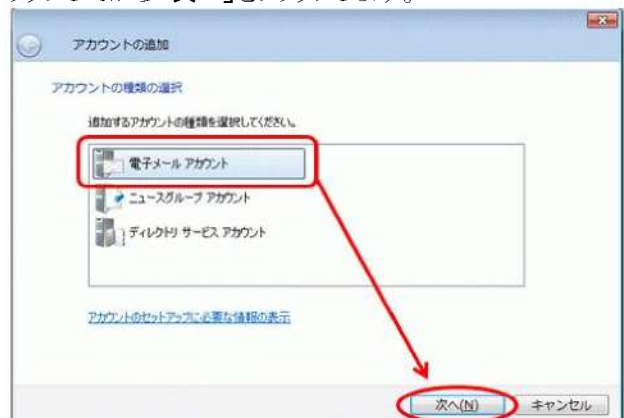 アカウントの追加
アカウントの種類の選択
追加するアカウントの種類を選択してください。
電子メール アカウント
ニュースグループ アカウント
ディレクトリ サービス アカウント
アカウントのセットアップに必要な情報の表示
次へ(N) キャンセル